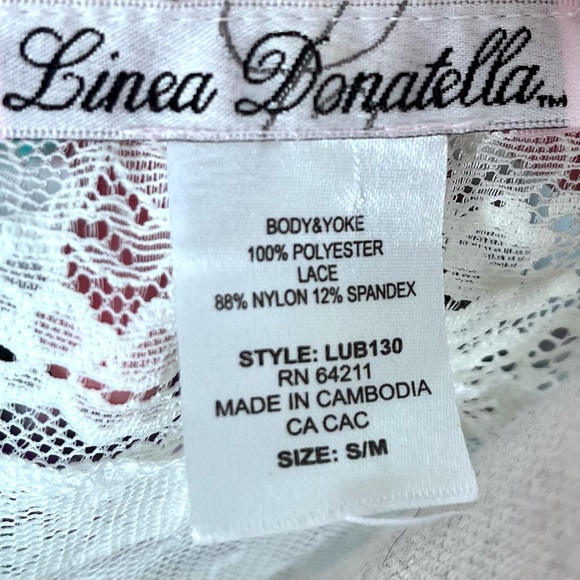 Linea Donatella™
BODY&YOKE
100% POLYESTER
LACE
88% NYLON 12% SPANDEX
STYLE: LUB130
RN 64211
MADE IN CAMBODIA
CA CAC
SIZE: S/M